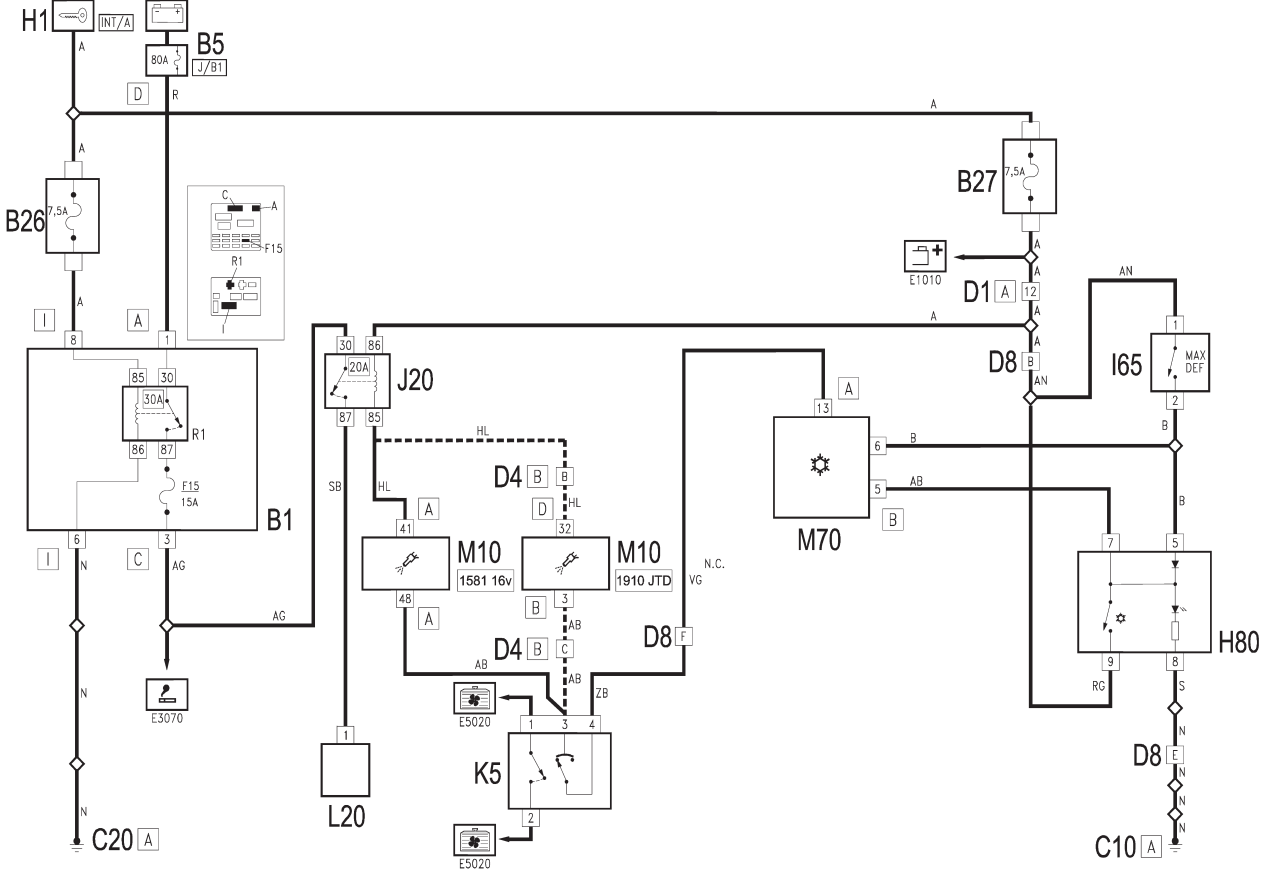 H1
INT/A
A
80A
B5
J/B1
D
R
A
A
B26
7,5A
C
A
F15
R1
I
B27
7,5A
A
E1010
A
D1
A
12
A
AN
A
I
8
A
1
A
A
D8
B
AN
1
I65
MAX
DEF
2
B
30
86
20A
J20
87
85
85
30
30A
R1
86
87
F15
15A
B1
6
I
N
C
3
AG
HL
D4
B
B
HL
SB
HL
A
41
D
32
M10
1581 16v
M10
1910 JTD
48
A
B
3
AB
D4
B
C
AB
AB
N.C.
VG
D8
F
ZB
A
13
6
B
5
AB
B
M70
B
7
5
H80
9
8
RG
S
N
D8
E
N
N
N
C10
A
AG
E3070
N
N
C20
A
1
L20
E5020
1
3
4
K5
2
E5020